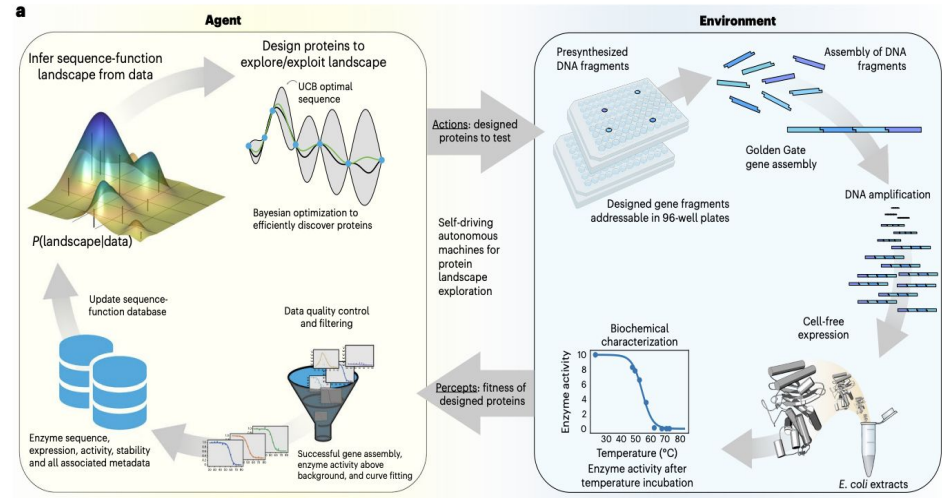 a
Agent
Environment
Infer sequence-function
landscape from data
Design proteins to
explore/exploit landscape
UCB optimal
sequence
Bayesian optimization to
efficiently discover proteins
P(landscape|data)
Update sequence-
function database
Enzyme sequence,
expression, activity, stability
and all associated metadata
Data quality control
and filtering
Successful gene assembly,
enzyme activity above
background, and curve fitting
Actions: designed
proteins to test
Self-driving
autonomous
machines for
protein
landscape
exploration
Percepts: fitness of
designed proteins
Presynthesized
DNA fragments
Assembly of DNA
fragments
Golden Gate
gene assembly
Designed gene fragments
addressable in 96-well plates
DNA amplification
Cell-free
expression
E. coli extracts
Biochemical
characterization
Enzyme activity
10
8
6
4
2
0
30 40 50 60 70 80
Temperature (°C)
Enzyme activity after
temperature incubation